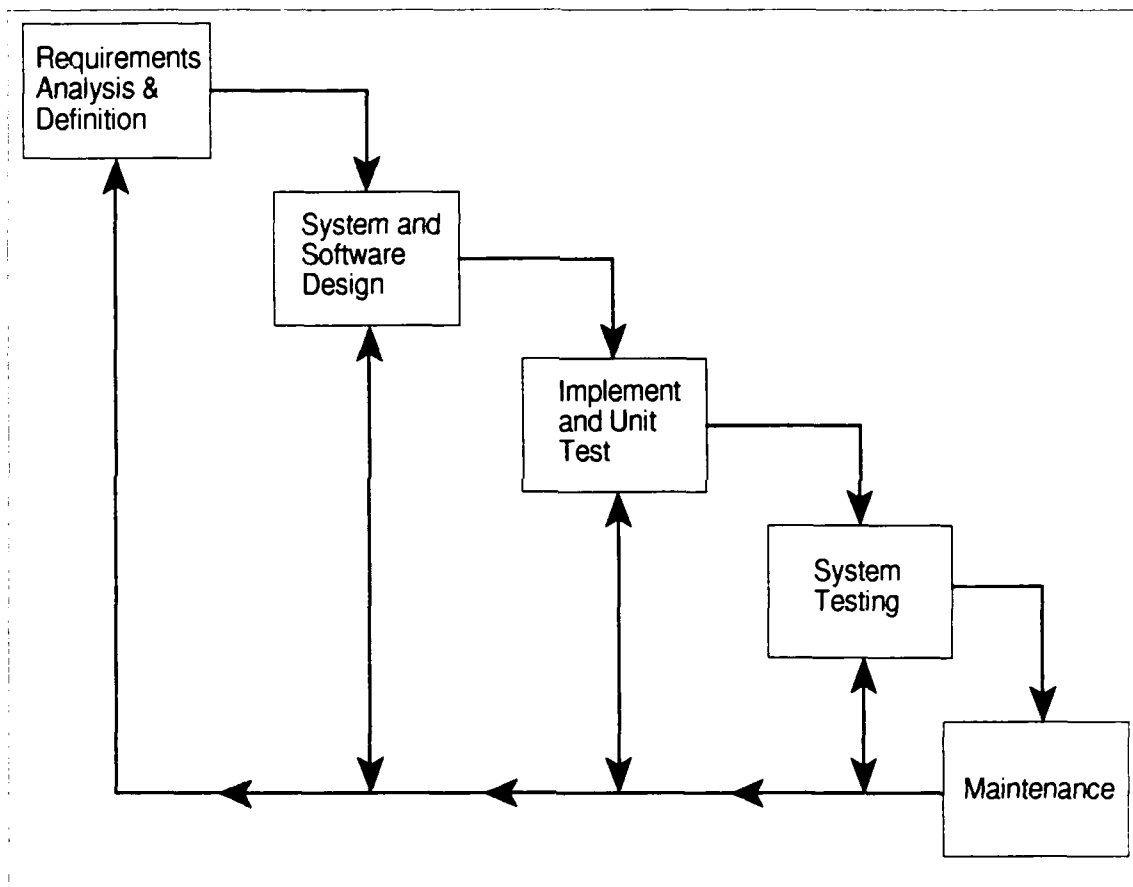 Requirements
Analysis &
Definition
System and
Software
Design
Implement
and Unit
Test
System
Testing
Maintenance